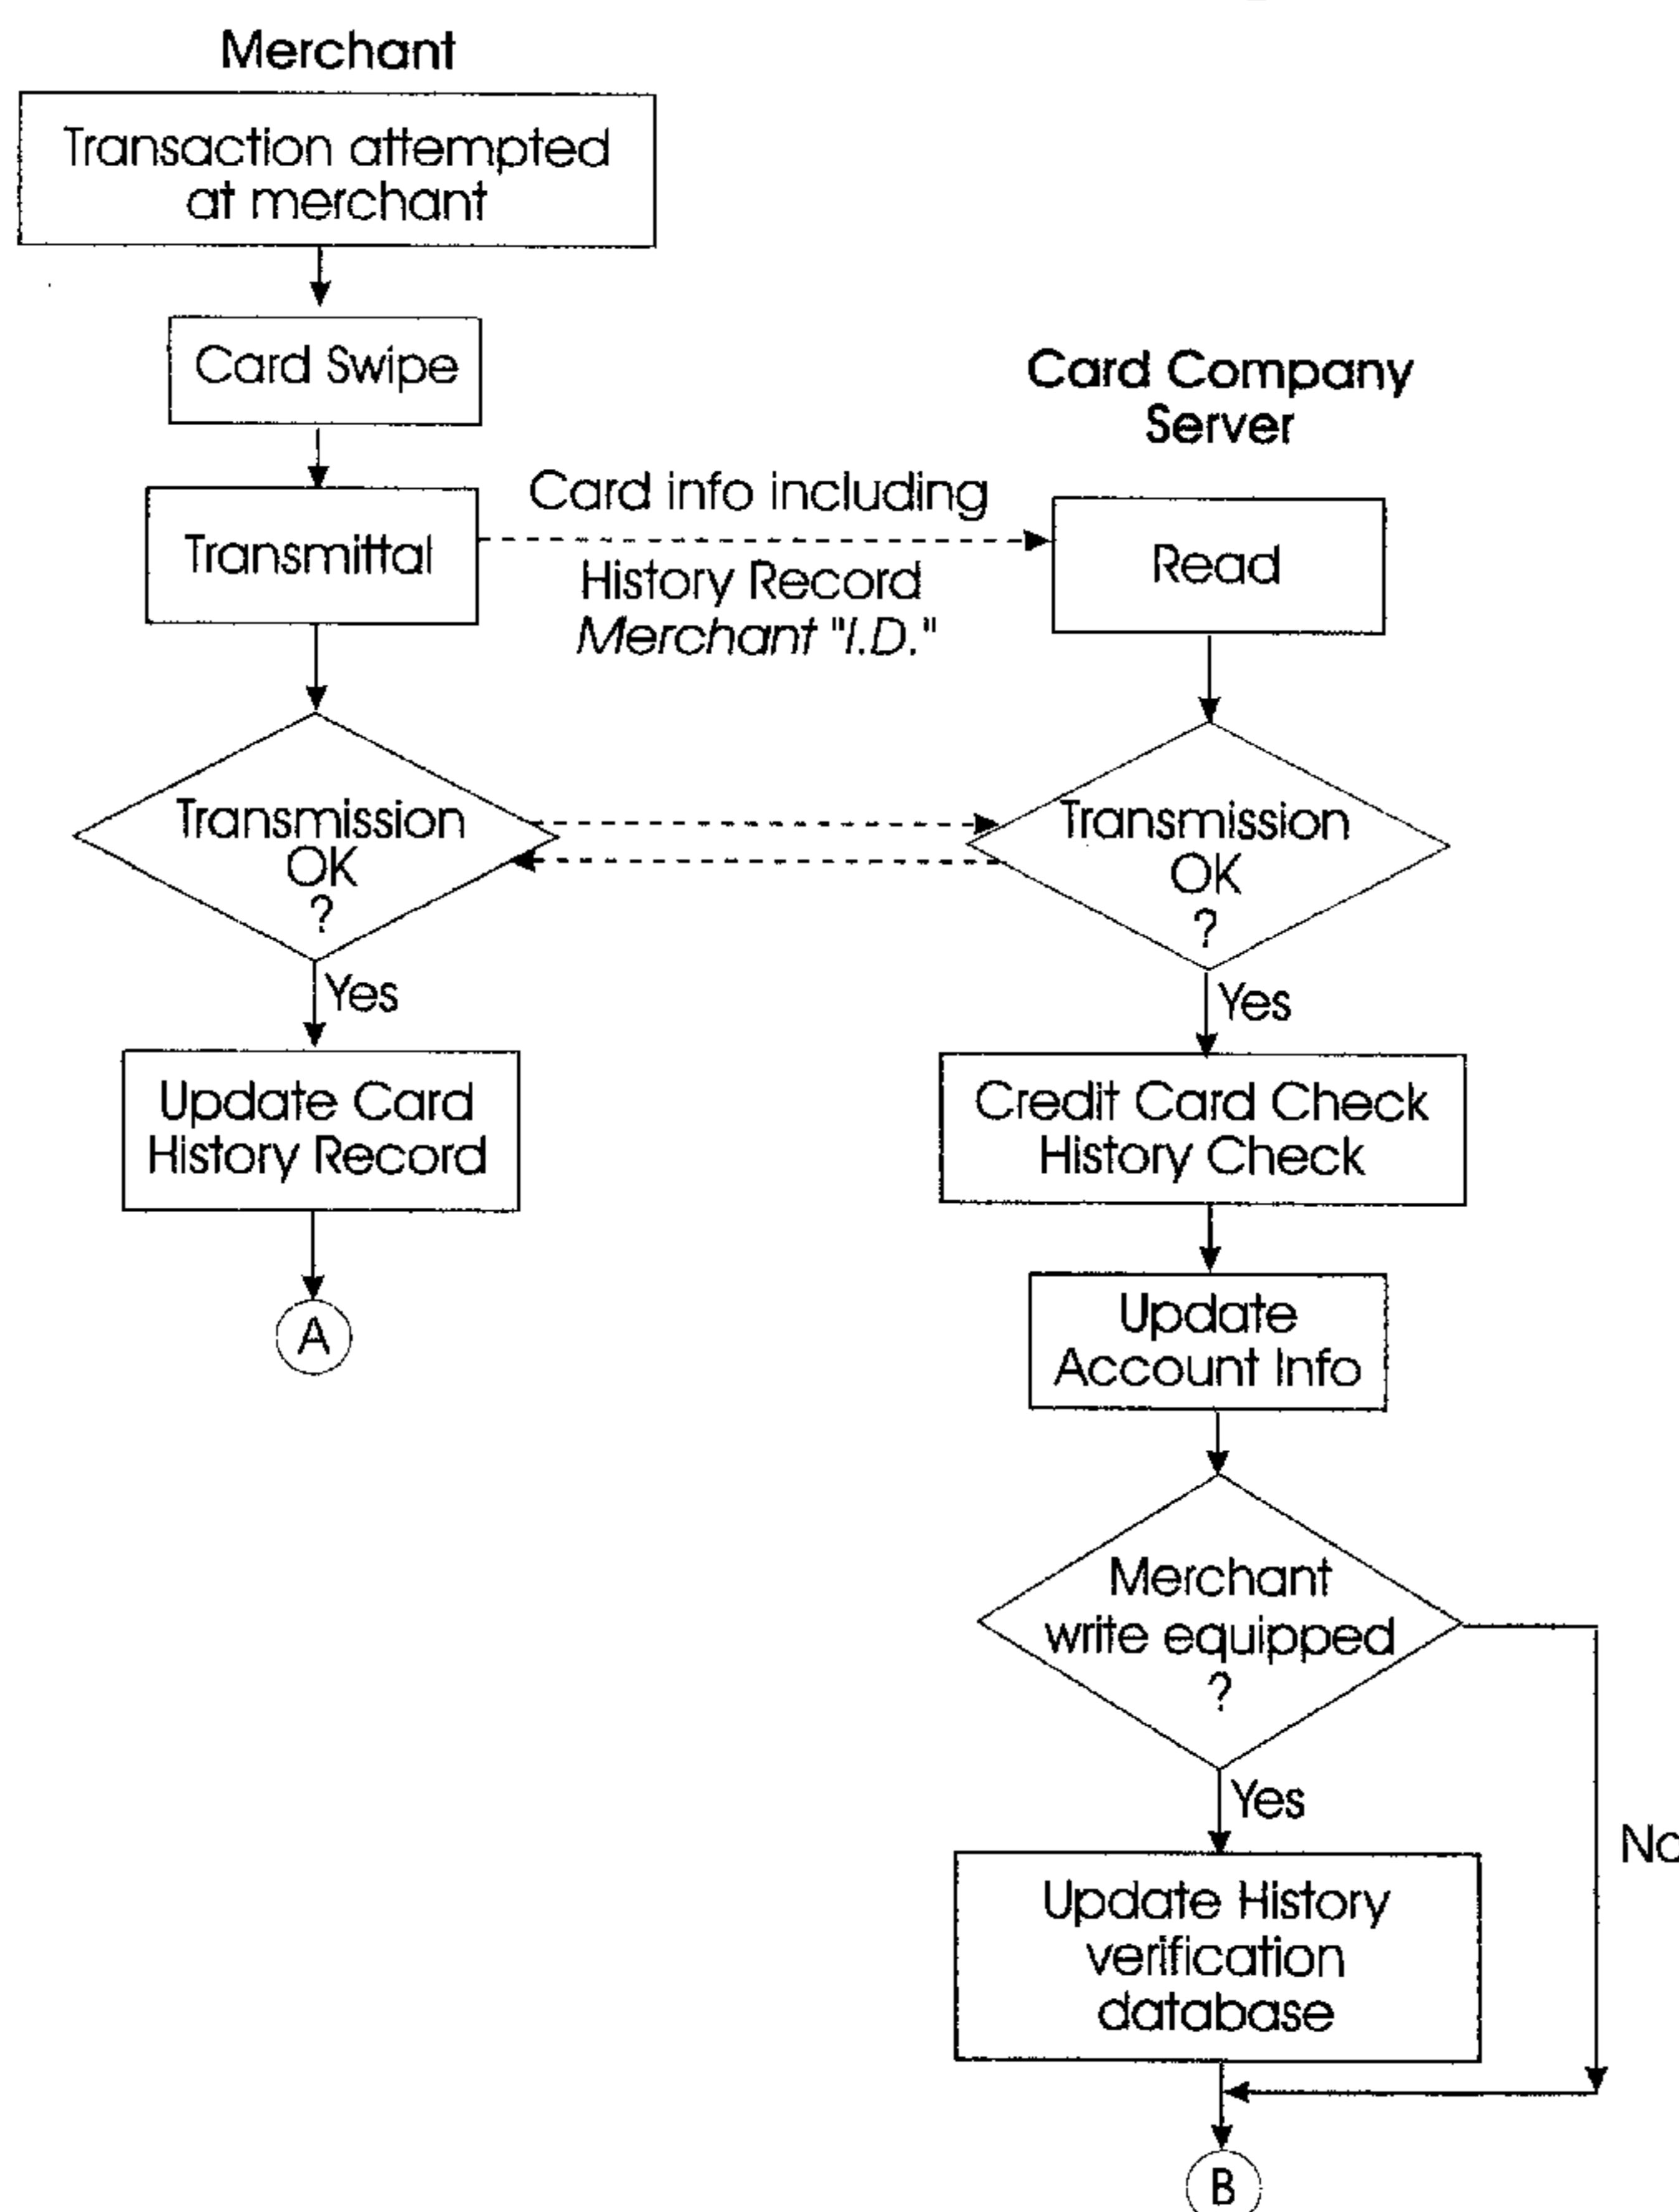 Merchant
Transaction attempted
at merchant
Card Swipe
Transmittal
Card info including
History Record
Merchant "I.D."
Card Company
Server
Read
Transmission
OK
?
Transmission
OK
?
Yes
Yes
Update Card
History Record
Credit Card Check
History Check
A
Update
Account Info
Merchant
write equipped
?
Yes
No
Update History
verification
database
B